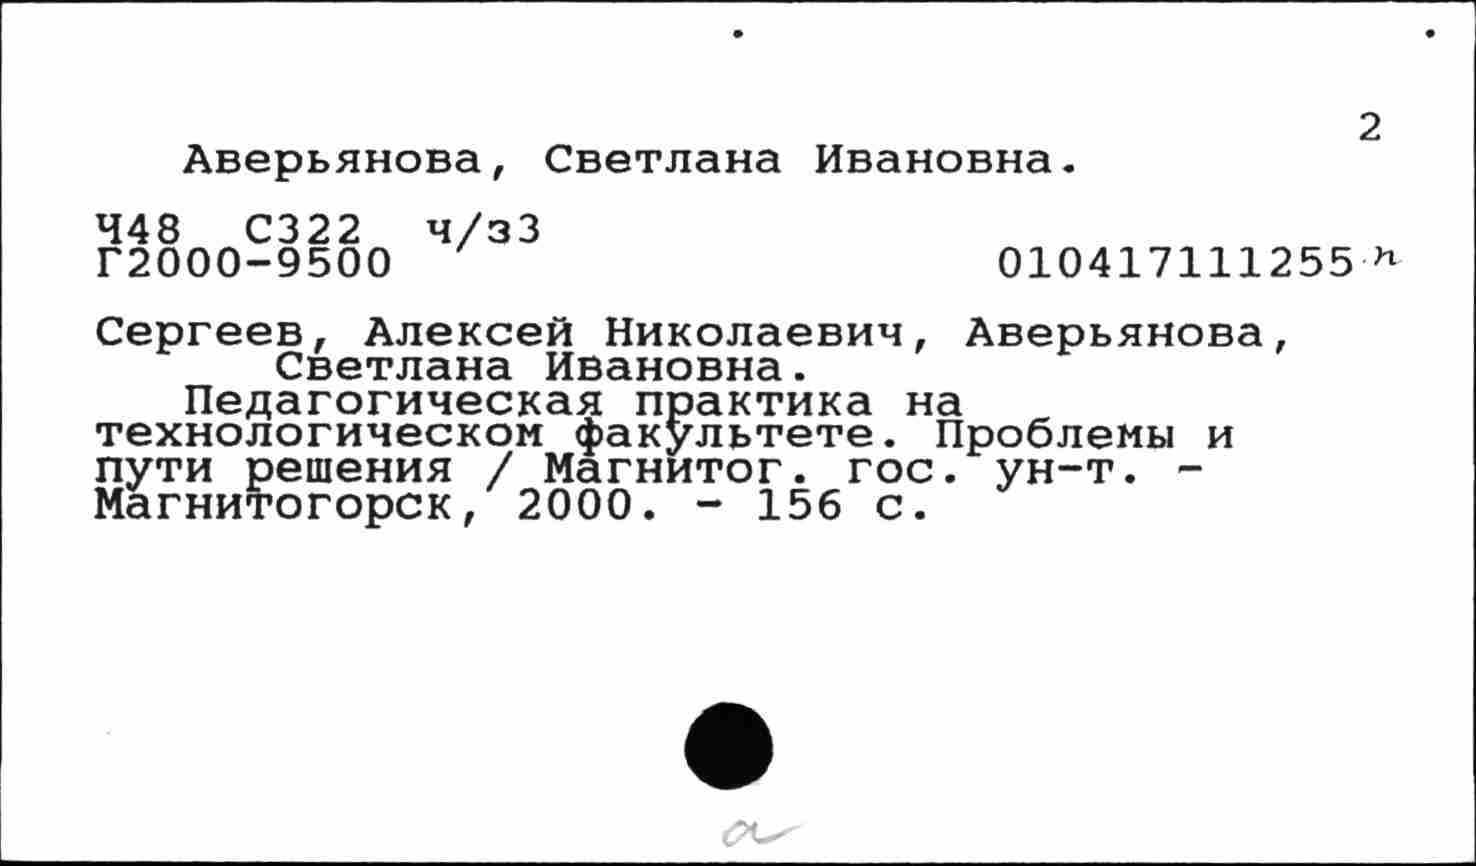 2
Аверьянова, Светлана Ивановна.
Ч48 С322 ч/з3
Г2000-9500 010417111255 п
Сергеев, Алексей Николаевич, Аверьянова,
Светлана Ивановна.
Педагогическая практика на
технологическом факультете. Проблемы и
пути решения / Магнитог. гос. ун-т. -
Магнитогорск, 2000. - 156 с.
а